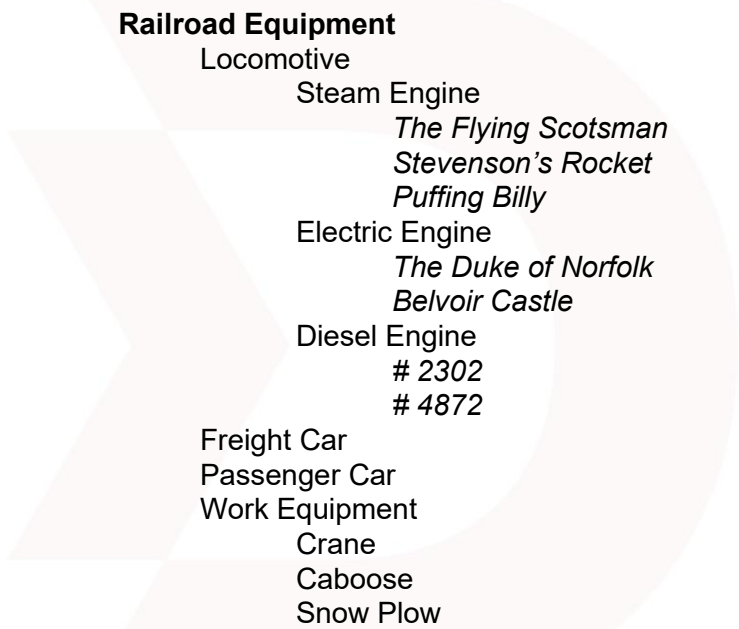 Railroad Equipment
Locomotive
Steam Engine
The Flying Scotsman
Stevenson’s Rocket
Puffing Billy
Electric Engine
The Duke of Norfolk
Belvoir Castle
Diesel Engine
# 2302
# 4872
Freight Car
Passenger Car
Work Equipment
Crane
Caboose
Snow Plow